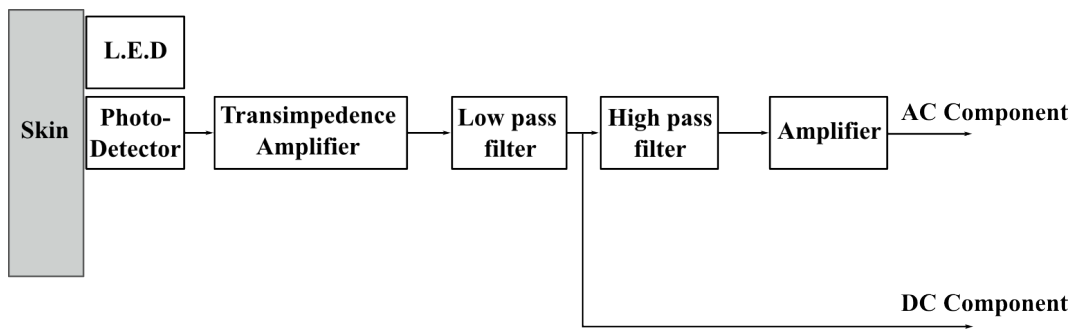 L.E.D
Skin
Photo-
Detector
Transimpedence
Amplifier
Low pass
filter
High pass
filter
Amplifier
AC Component
DC Component